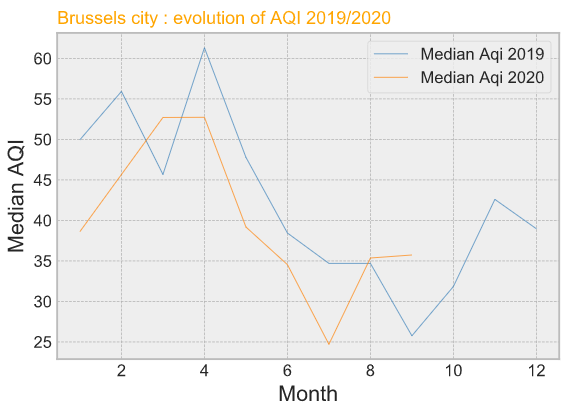 Brussels city : evolution of AQI 2019/2020
Median Aqi 2019
Median Aqi 2020
Median AQI
60
55
50
45
40
35
30
25
2 4 6 8 10 12
Month